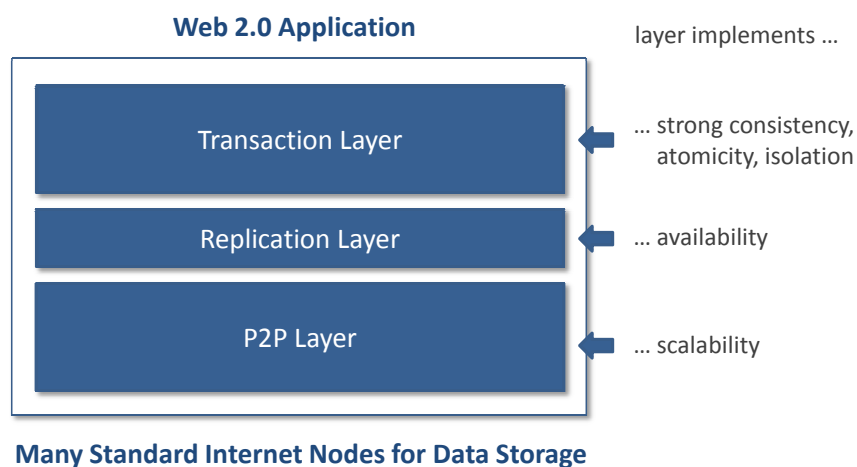 Web 2.0 Application
layer implements …
Transaction Layer
… strong consistency,
atomicity, isolation
Replication Layer
… availability
P2P Layer
… scalability
Many Standard Internet Nodes for Data Storage